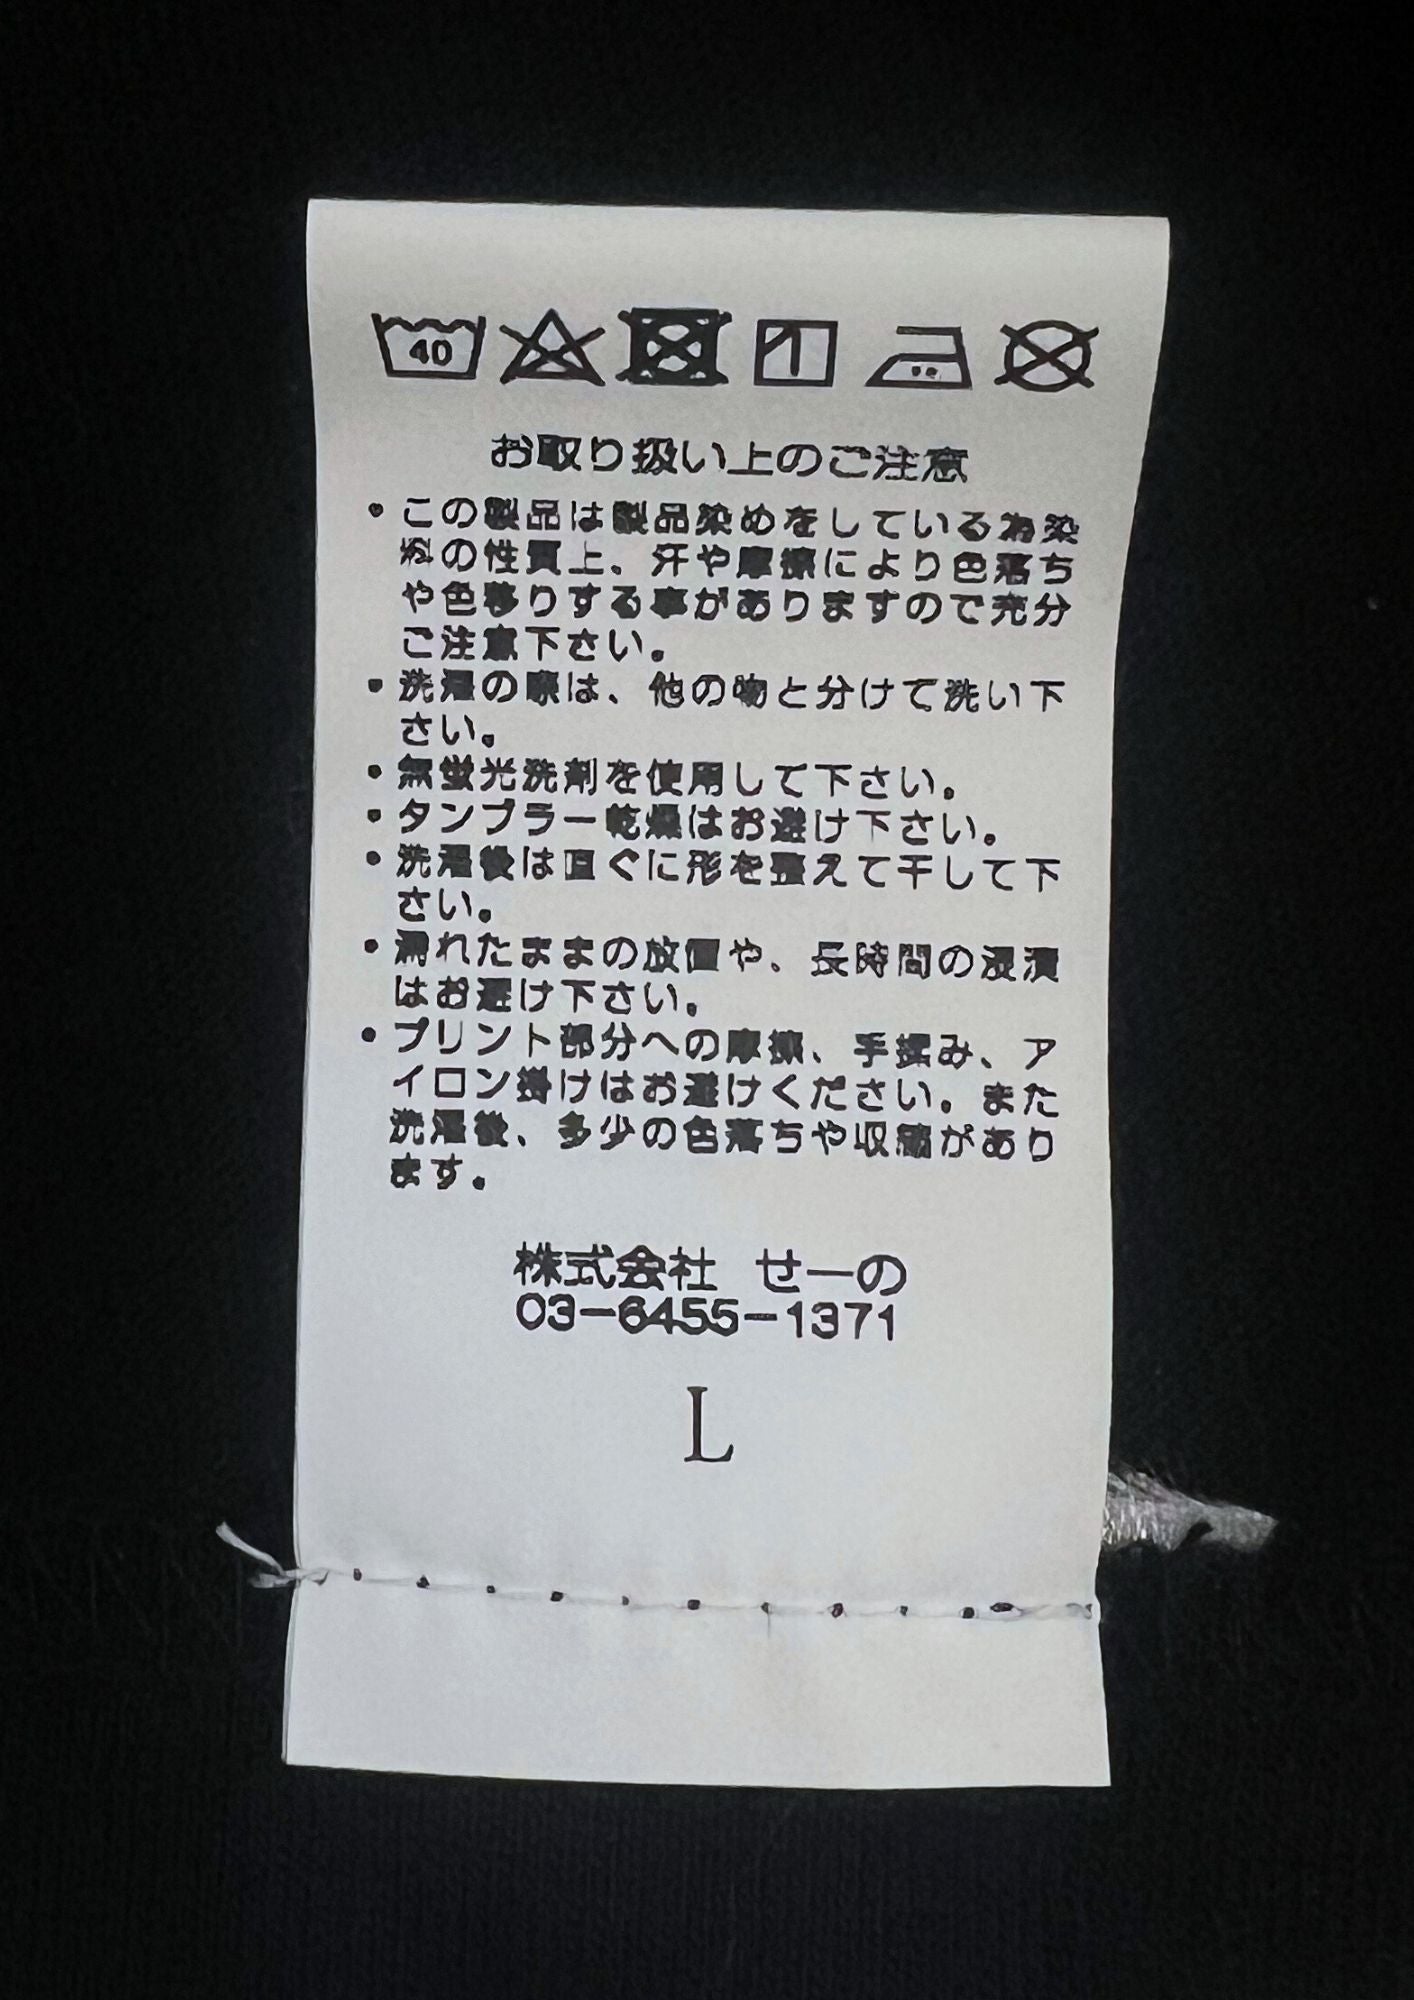 40
お取り扱い上のご注意
・この製品は製品染めをしている為染
料の性質上、汗や摩擦により色落ち
や色移りする事がありますので充分
ご注意下さい。
・洗濯の際は、他の物と分けて洗い下
さい。
・無蛍光洗剤を使用して下さい。
・タンブラー乾燥はお避け下さい。
・洗濯後は直ぐに形を整えて干して下
さい。
・濡れたままの放置や、長時間の浸漬
はお避け下さい。
・プリント部分への摩擦、手揉み、ア
イロン掛けはお避けください。また
洗濯後、多少の色落ちや収縮があり
ます。
株式会社 せーの
03-6455-1371
L